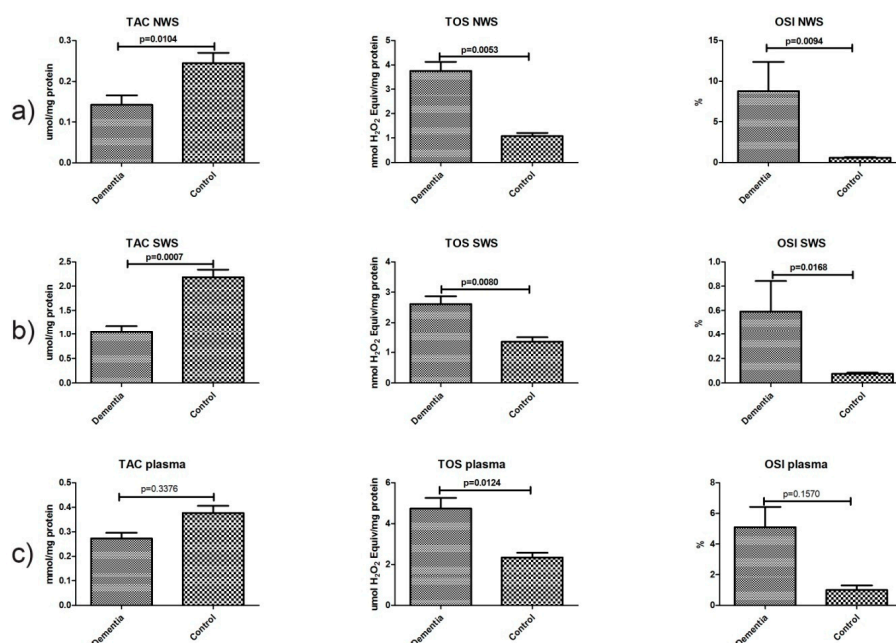 a)
TAC NWS
p=0.0104
umol/mg protein
0.3
0.2
0.1
0.0
Dementia
Control
TOS NWS
p=0.0053
nmol H₂O₂ Equiv/mg protein
5
4
3
2
1
0
Dementia
Control
OSI NWS
p=0.0094
%
15
10
5
0
Dementia
Control
b)
TAC SWS
p=0.0007
umol/mg protein
2.5
2.0
1.5
1.0
0.5
0.0
Dementia
Control
TOS SWS
p=0.0080
nmol H₂O₂ Equiv/mg protein
4
3
2
1
0
Dementia
Control
OSI SWS
p=0.0168
%
1.0
0.8
0.6
0.4
0.2
0.0
Dementia
Control
c)
TAC plasma
p=0.3376
mmol/mg protein
0.5
0.4
0.3
0.2
0.1
0.0
Dementia
Control
TOS plasma
p=0.0124
umol H₂O₂ Equiv/mg protein
6
4
2
0
Dementia
Control
OSI plasma
p=0.1570
%
8
6
4
2
0
Dementia
Control